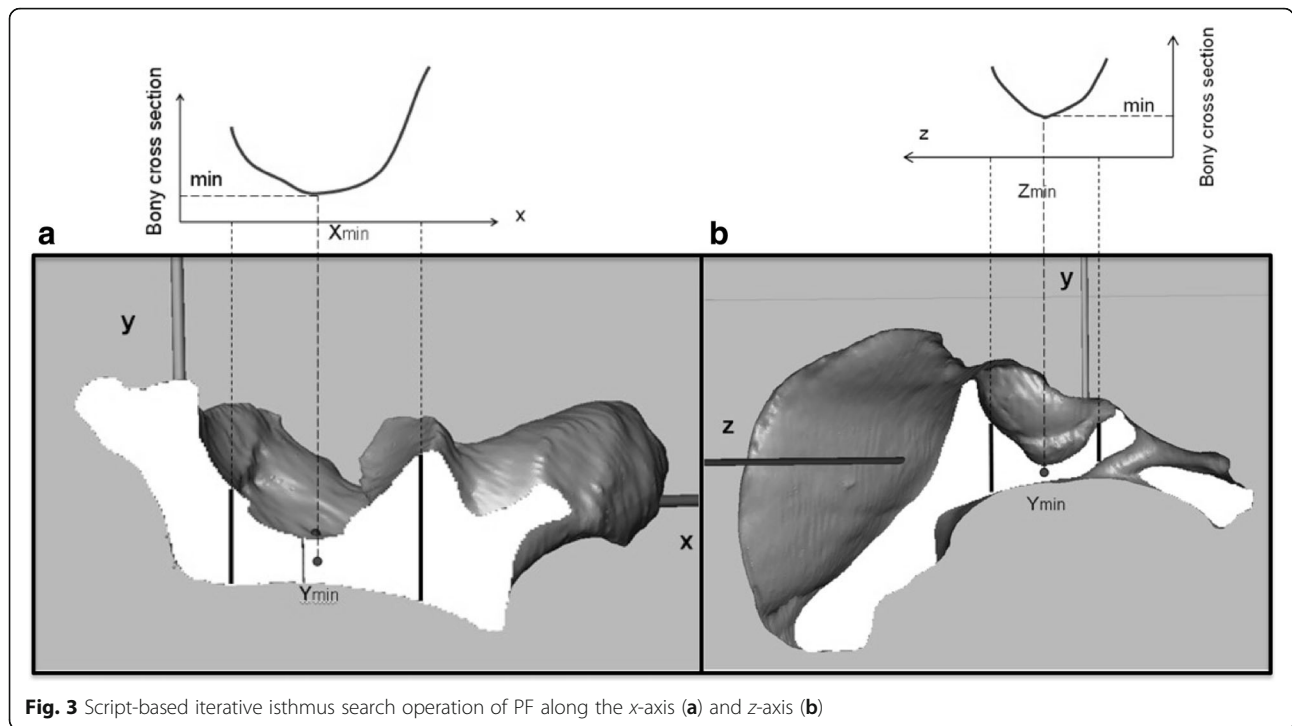 Bony cross section
min
x
Xmin
z
min
Zmin
Bony cross section
a
b
y
x
Ymin
y
z
Ymin
Fig. 3 Script-based iterative isthmus search operation of PF along the x-axis (a) and z-axis (b)